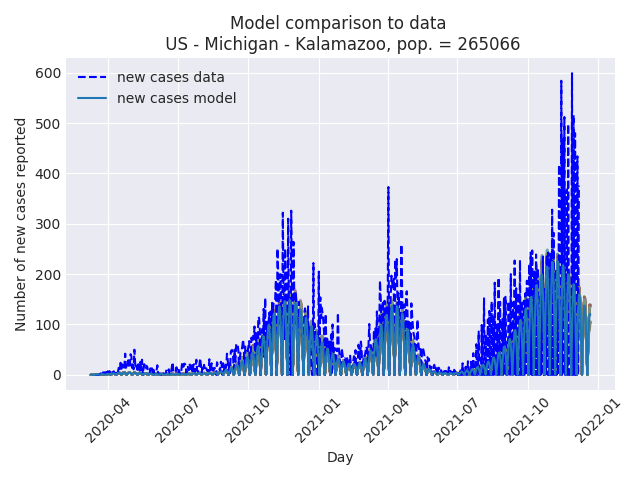 Model comparison to data
US - Michigan - Kalamazoo, pop. = 265066
new cases data
new cases model
Number of new cases reported
600
500
400
300
200
100
0
2020-04
2020-07
2020-10
2021-01
2021-04
2021-07
2021-10
2022-01
Day